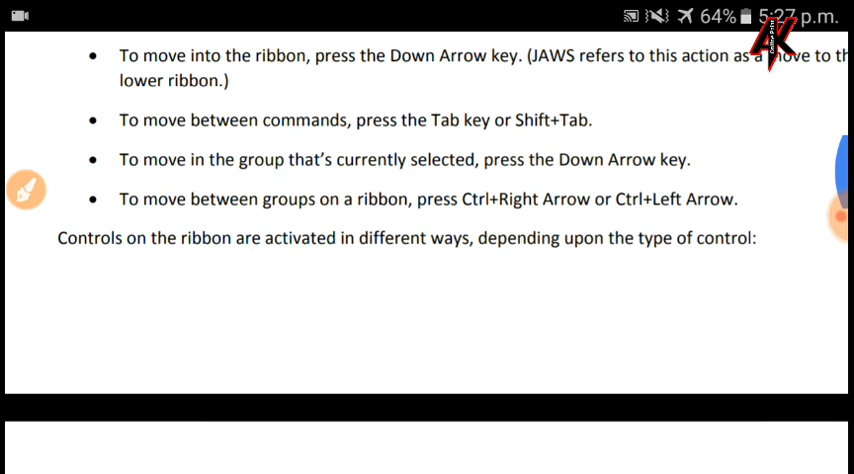 64% 5:27 p.m.
• To move into the ribbon, press the Down Arrow key. (JAWS refers to this action as a move to th
lower ribbon.)
• To move between commands, press the Tab key or Shift+Tab.
• To move in the group that’s currently selected, press the Down Arrow key.
• To move between groups on a ribbon, press Ctrl+Right Arrow or Ctrl+Left Arrow.
Controls on the ribbon are activated in different ways, depending upon the type of control:
AK